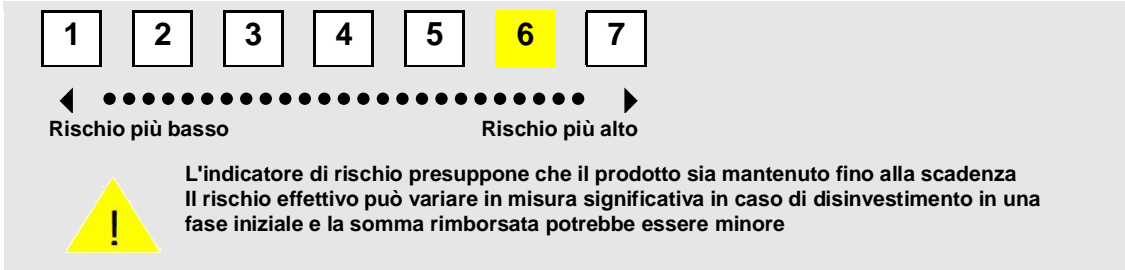 1 2 3 4 5 6 7
Rischio più basso Rischio più alto
L'indicatore di rischio presuppone che il prodotto sia mantenuto fino alla scadenza
Il rischio effettivo può variare in misura significativa in caso di disinvestimento in una
fase iniziale e la somma rimborsata potrebbe essere minore
!